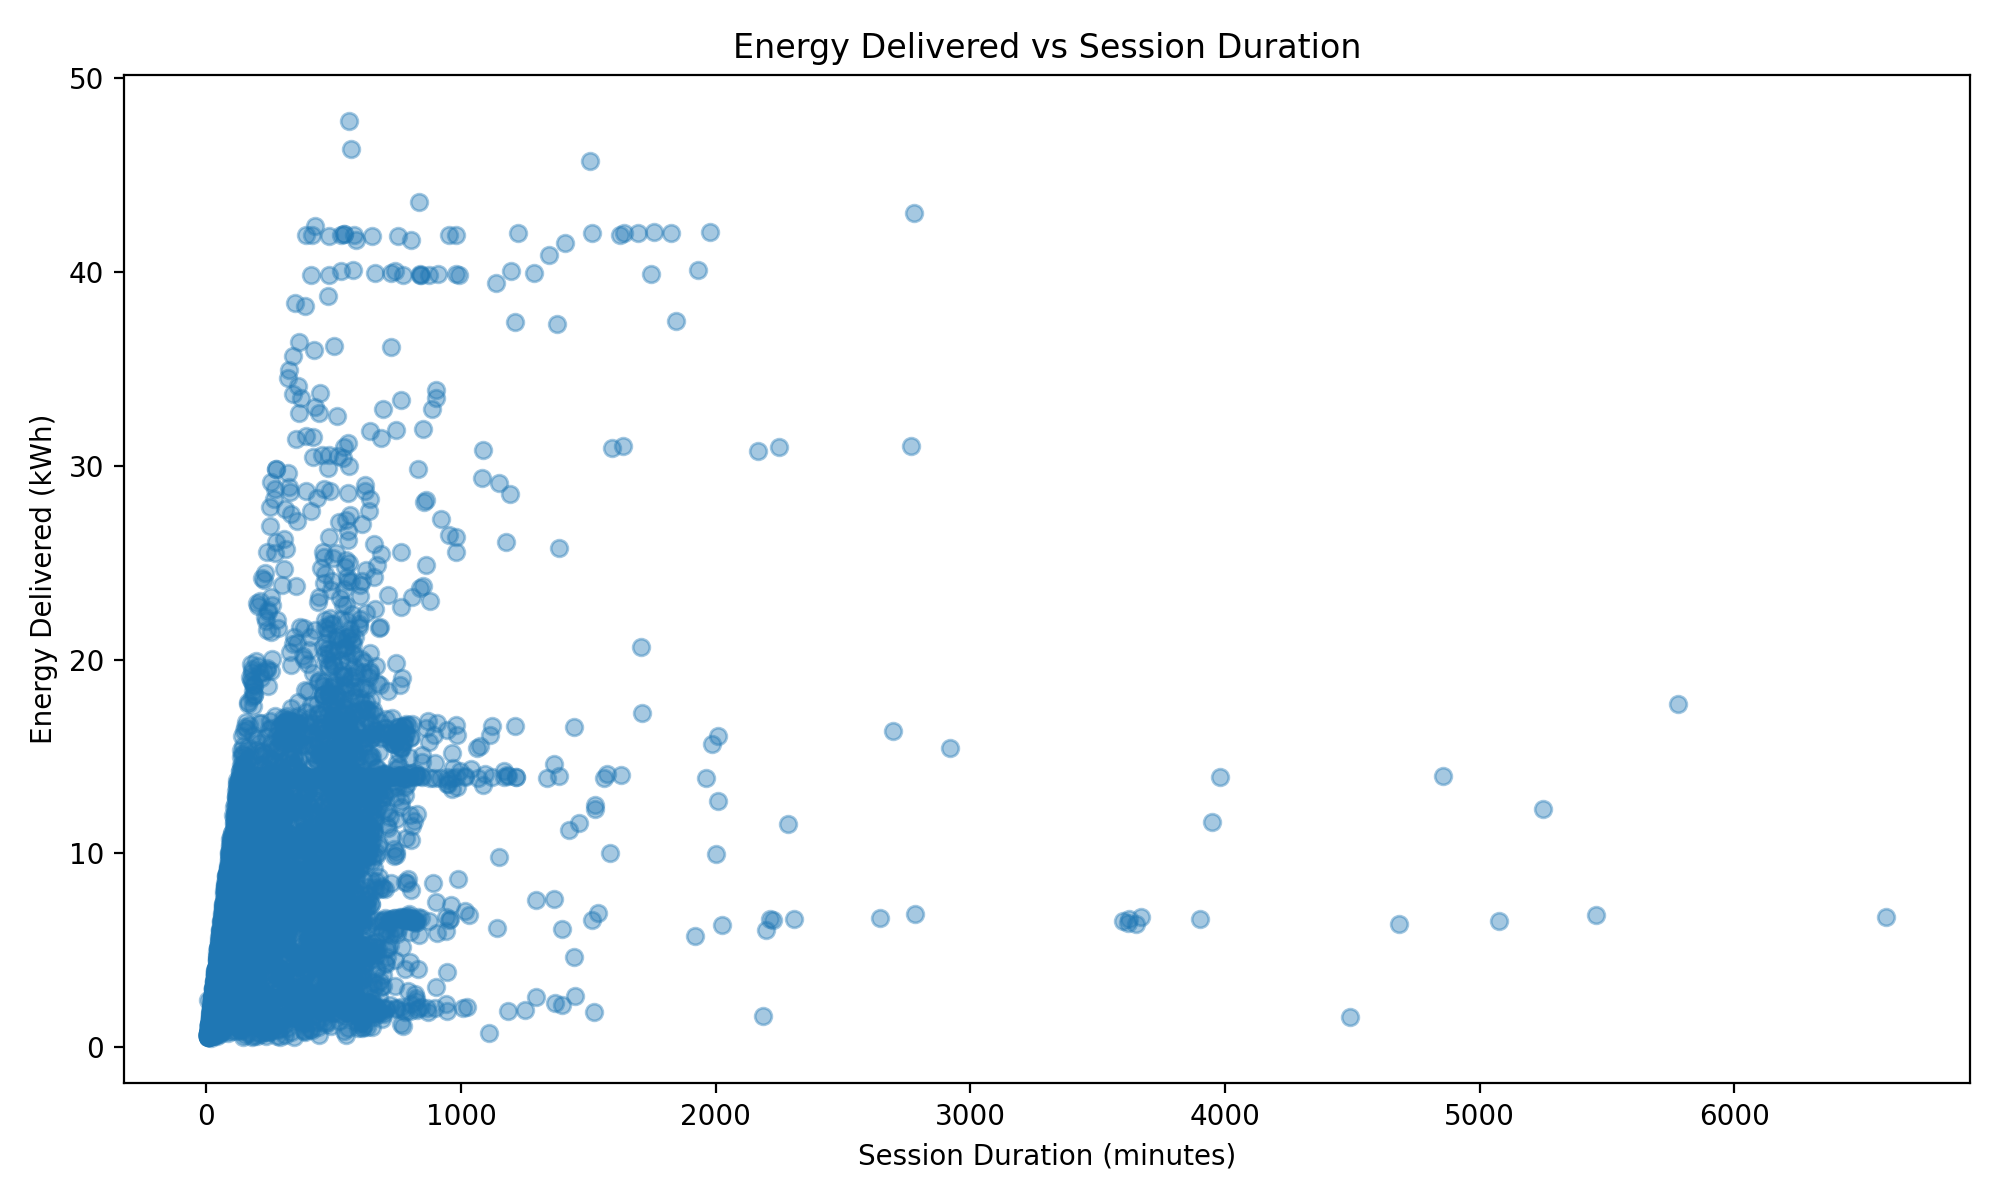 Energy Delivered vs Session Duration
Energy Delivered (kWh)
50
40
30
20
10
0
0 1000 2000 3000 4000 5000 6000
Session Duration (minutes)